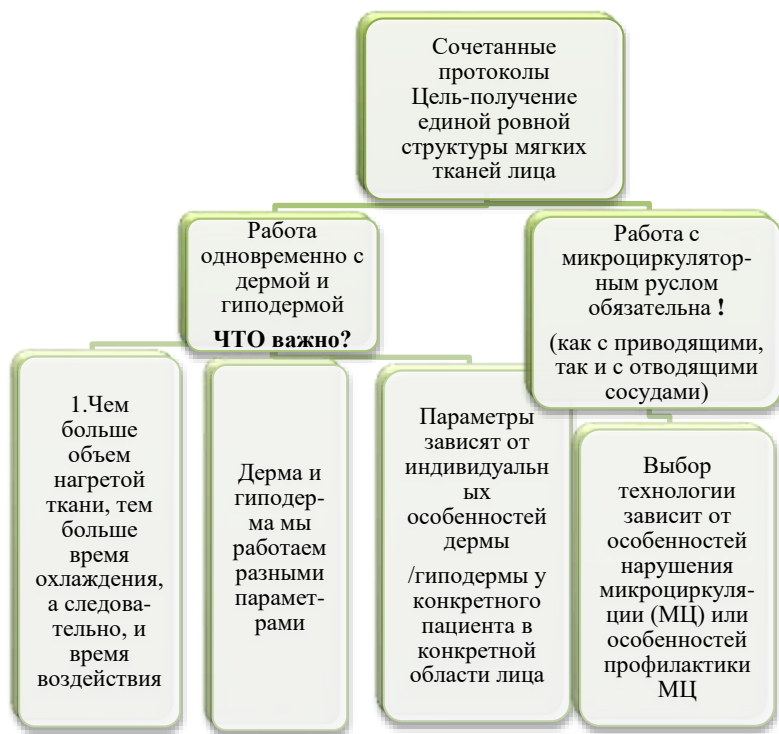 Сочетанные
протоколы
Цель-получение
единой ровной
структуры мягких
тканей лица
Работа
одновременно с
дермой и
гиподермой
ЧТО важно?
Работа с
микроциркулятор-
ным руслом
обязательна !
(как с приводящими,
так и с отводящими
сосудами)
1.Чем
больше
объем
нагретой
ткани, тем
больше
время
охлаждения,
а следова-
тельно, и
время
воздействия
Дерма и
гиподер-
ма мы
работаем
разными
парамет-
рами
Параметры
зависят от
индивидуальн
ых
особенностей
дермы
/гиподермы у
конкретного
пациента в
конкретной
области лица
Выбор
технологии
зависит от
особенностей
нарушения
микроциркуля-
ции (МЦ) или
особенностей
профилактики
МЦ